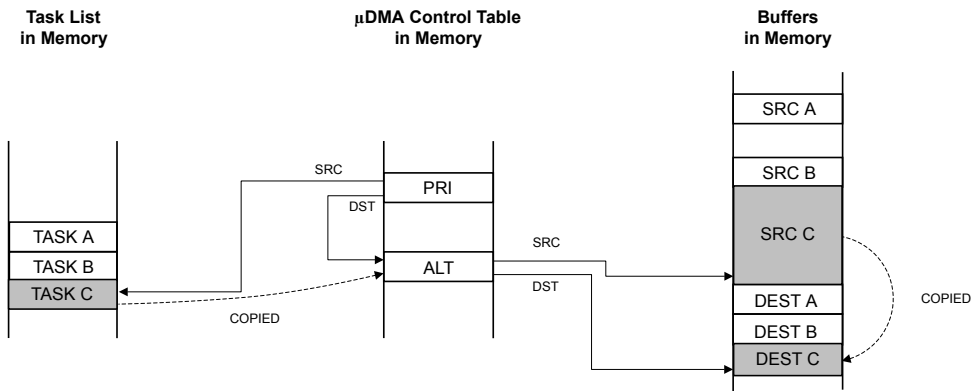 Task List
in Memory
µDMA Control Table
in Memory
Buffers
in Memory
SRC A
SRC B
SRC
PRI
DST
SRC C
TASK A
TASK B
TASK C
ALT
SRC
DST
COPIED
COPIED
DEST A
DEST B
DEST C